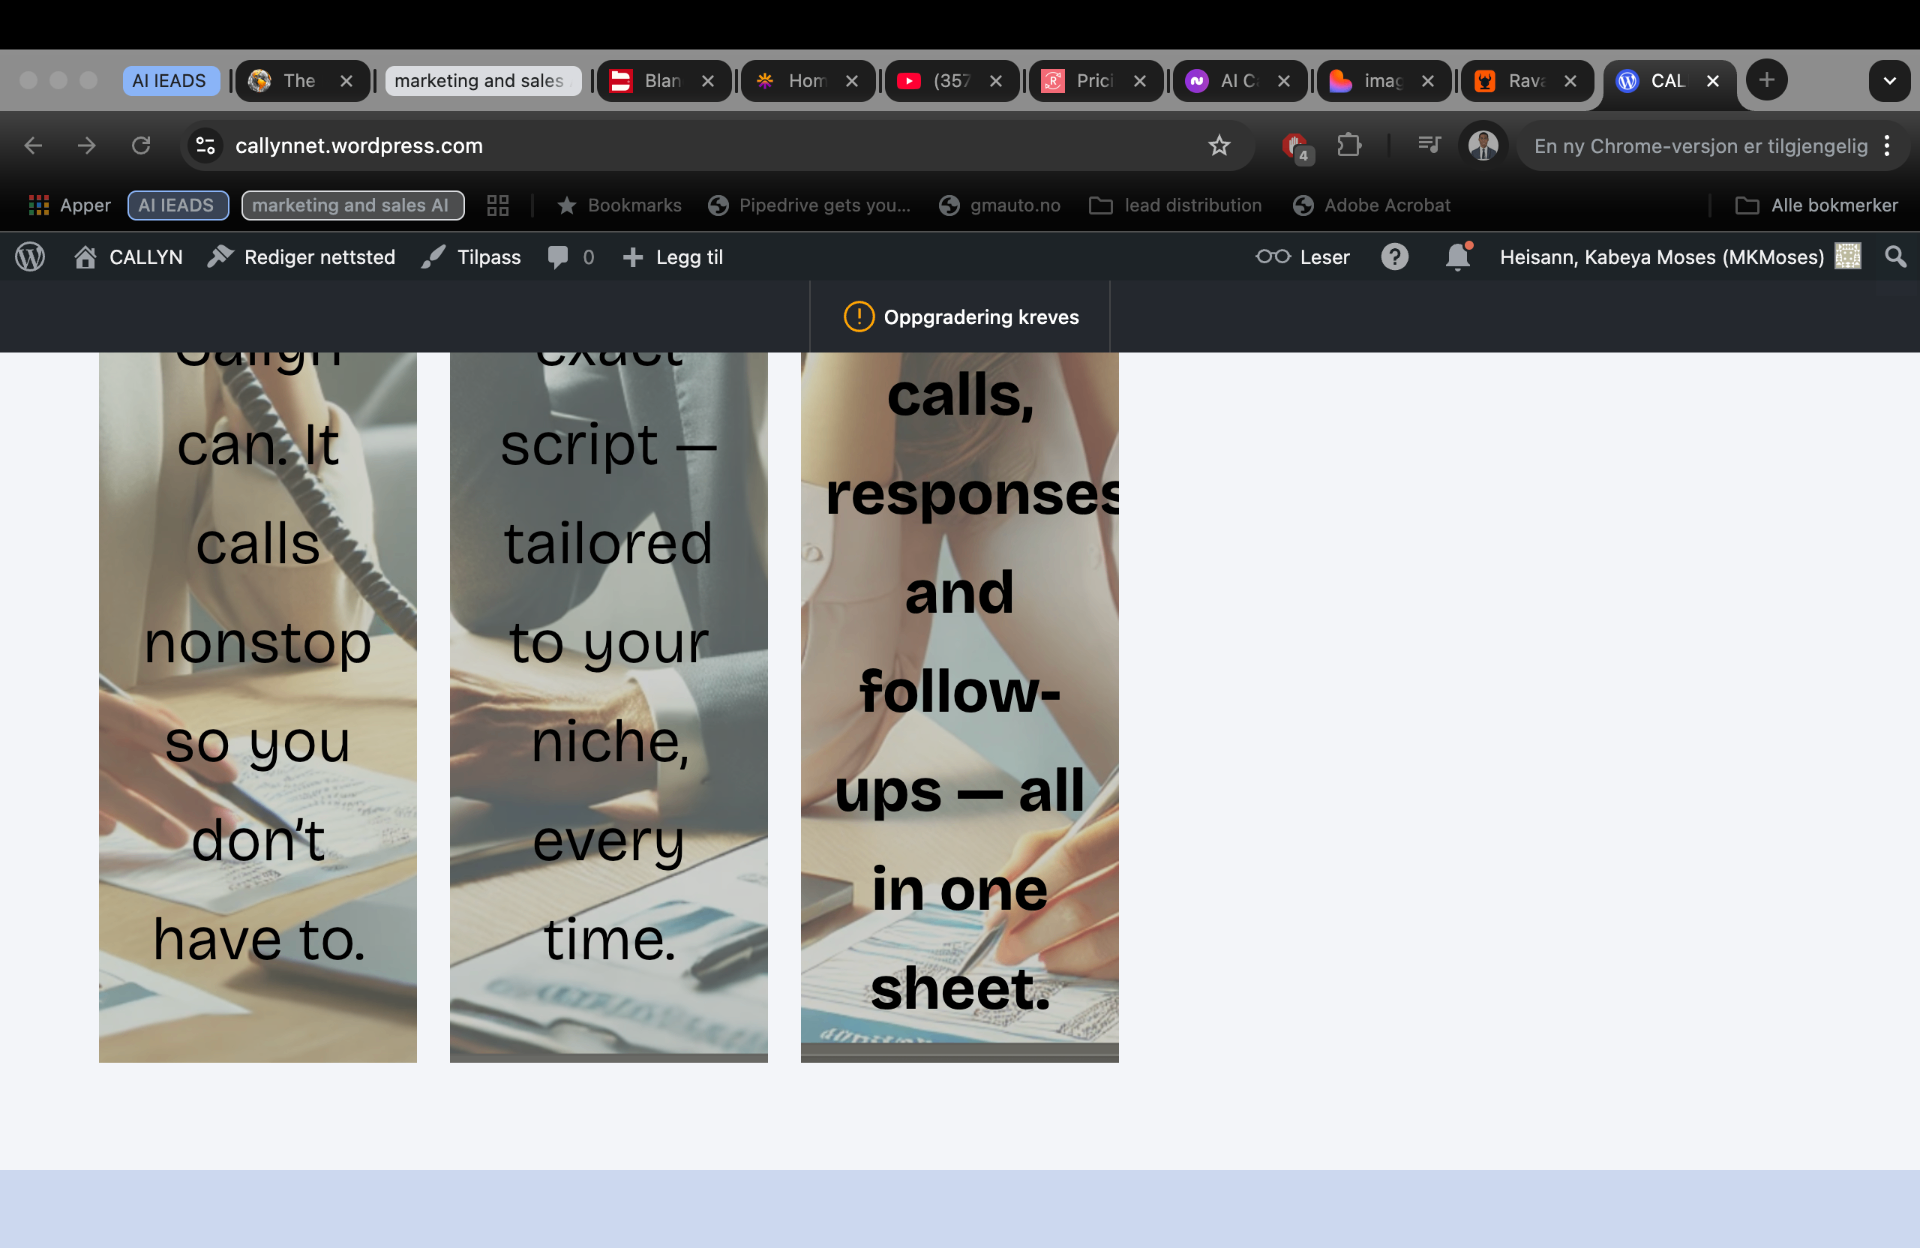 AI IEADS
The
marketing and sales
Blan
Hom
(357
Prici
AI C
imag
Rava
CAL
callynnet.wordpress.com
4
En ny Chrome-versjon er tilgjengelig
Apper
AI IEADS
marketing and sales AI
Bookmarks
Pipedrive gets you...
gmauto.no
lead distribution
Adobe Acrobat
Alle bokmerker
CALLYN
Rediger nettsted
Tilpass
0
Legg til
Leser
Heisann, Kabeya Moses (MKMoses)
Oppgradering kreves
Callyn
can. It
calls
nonstop
so you
don't
have to.
exact
script —
tailored
to your
niche,
every
time.
calls,
responses
and
follow-
ups — all
in one
sheet.